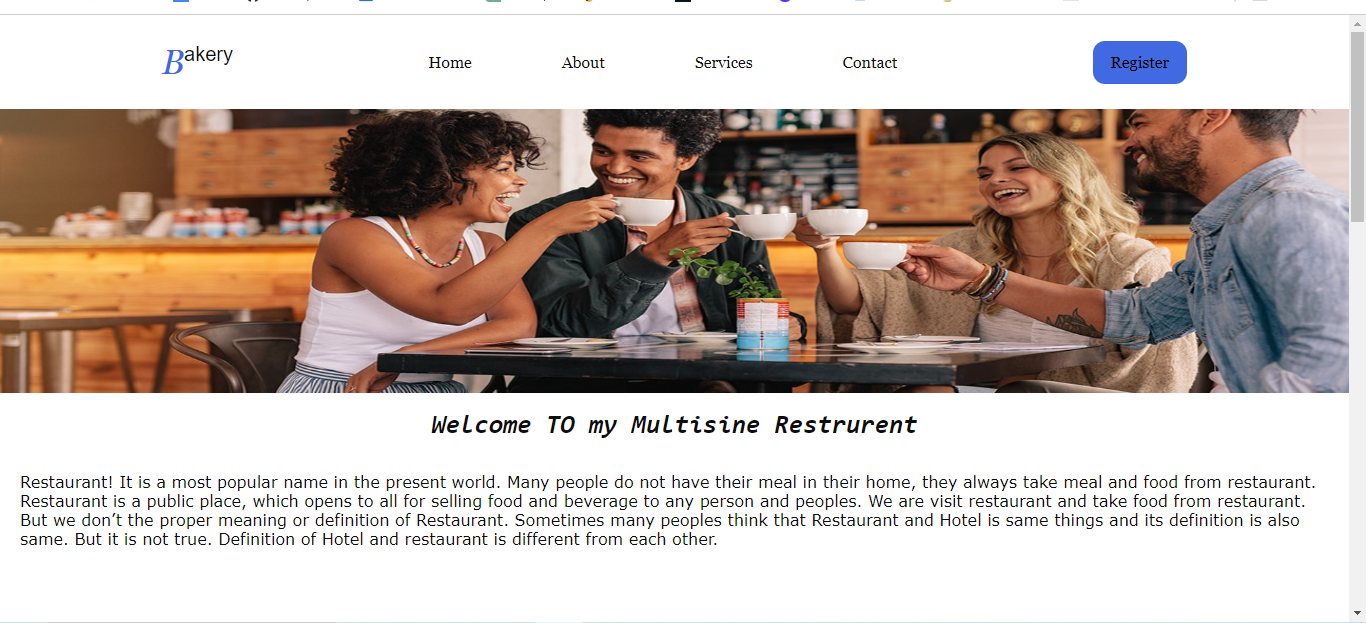 Bakery
Home About Services Contact Register
Welcome TO my Multisine Restrurent
Restaurant! It is a most popular name in the present world. Many people do not have their meal in their home, they always take meal and food from restaurant.
Restaurant is a public place, which opens to all for selling food and beverage to any person and peoples. We are visit restaurant and take food from restaurant.
But we don’t the proper meaning or definition of Restaurant. Sometimes many peoples think that Restaurant and Hotel is same things and its definition is also
same. But it is not true. Definition of Hotel and restaurant is different from each other.